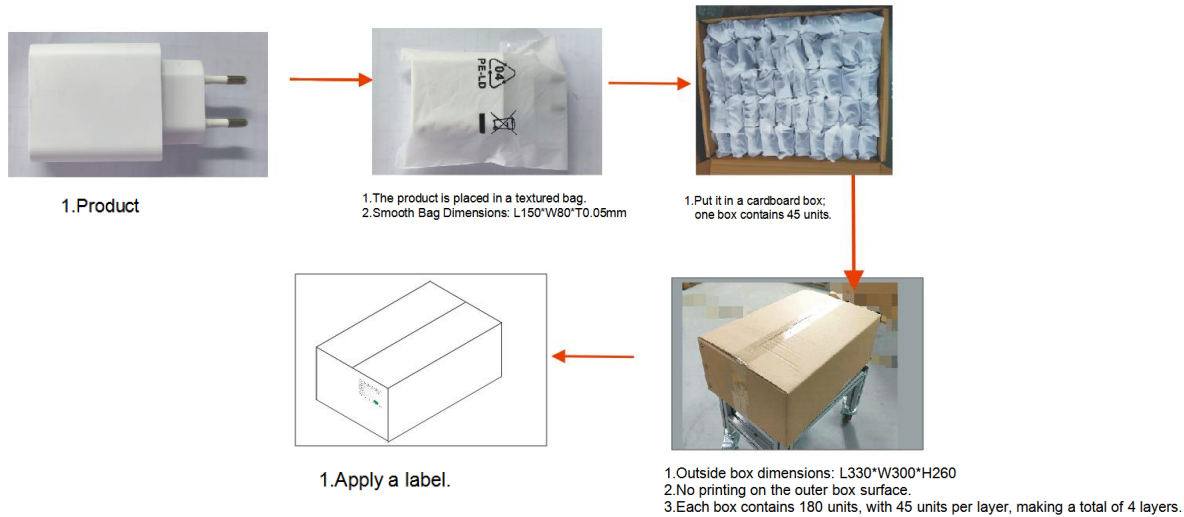 04
PE-LD
1.Product
1.The product is placed in a textured bag.
2.Smooth Bag Dimensions: L150*W80*T0.05mm
1.Put it in a cardboard box;
one box contains 45 units.
1.Apply a label.
1.Outside box dimensions: L330*W300*H260
2.No printing on the outer box surface.
3.Each box contains 180 units, with 45 units per layer, making a total of 4 layers.